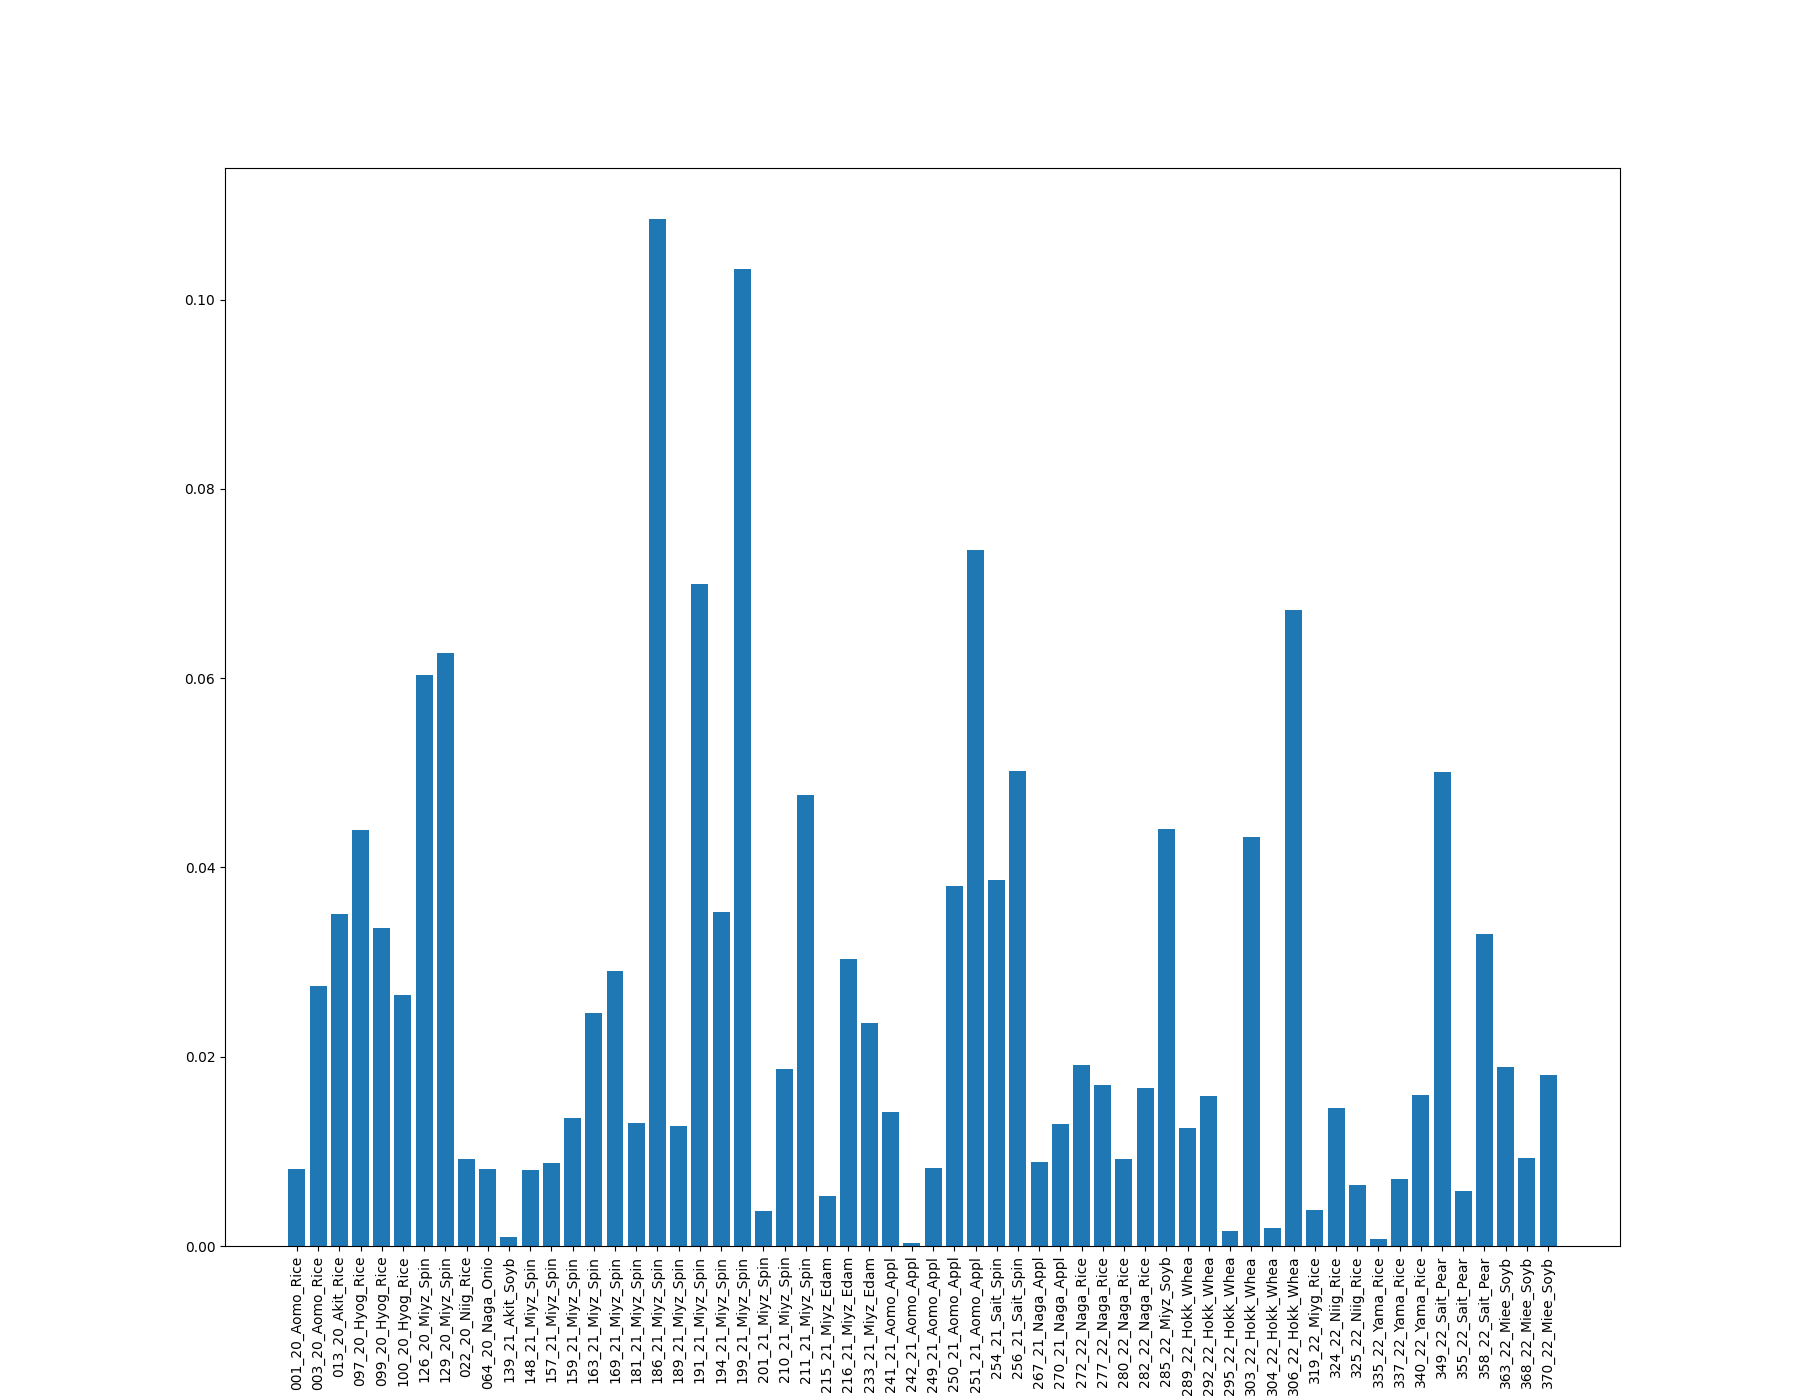 0.10
0.08
0.06
0.04
0.02
0.00
001_20_Aomo_Rice
003_20_Aomo_Rice
013_20_Akit_Rice
097_20_Hyog_Rice
099_20_Hyog_Rice
100_20_Hyog_Rice
126_20_Miyz_Spin
129_20_Miyz_Spin
022_20_Niig_Rice
064_20_Naga_Onio
139_21_Akit_Soyb
148_21_Miyz_Spin
157_21_Miyz_Spin
159_21_Miyz_Spin
163_21_Miyz_Spin
169_21_Miyz_Spin
181_21_Miyz_Spin
186_21_Miyz_Spin
189_21_Miyz_Spin
191_21_Miyz_Spin
194_21_Miyz_Spin
199_21_Miyz_Spin
201_21_Miyz_Spin
210_21_Miyz_Spin
211_21_Miyz_Spin
215_21_Miyz_Edam
216_21_Miyz_Edam
233_21_Miyz_Edam
241_21_Aomo_Appl
242_21_Aomo_Appl
249_21_Aomo_Appl
250_21_Aomo_Appl
251_21_Aomo_Appl
254_21_Sait_Spin
256_21_Sait_Spin
267_21_Naga_Appl
270_21_Naga_Appl
272_22_Naga_Rice
277_22_Naga_Rice
280_22_Naga_Rice
282_22_Naga_Rice
285_22_Miyz_Soyb
289_22_Hokk_Whea
292_22_Hokk_Whea
295_22_Hokk_Whea
303_22_Hokk_Whea
304_22_Hokk_Whea
306_22_Hokk_Whea
319_22_Miyg_Rice
324_22_Niig_Rice
325_22_Niig_Rice
335_22_Yama_Rice
337_22_Yama_Rice
340_22_Yama_Rice
349_22_Sait_Pear
355_22_Sait_Pear
358_22_Sait_Pear
363_22_Miee_Soyb
368_22_Miee_Soyb
370_22_Miee_Soyb